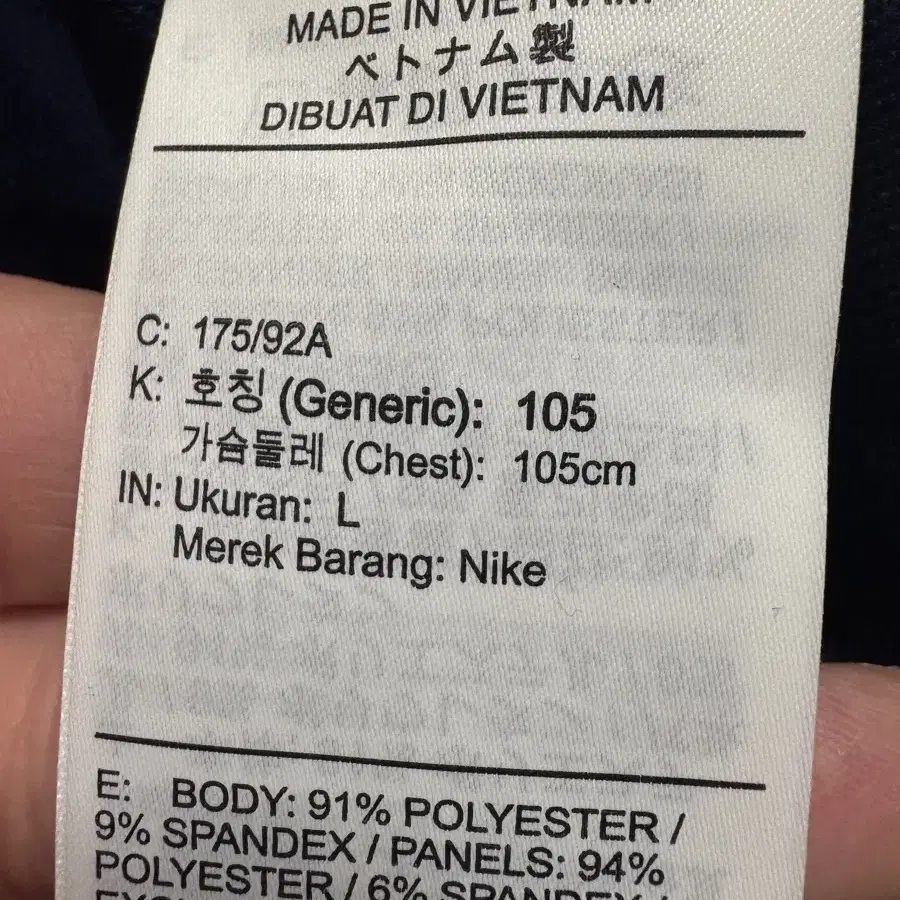 MADE IN VIETNAM
ベトナム製
DIBUAT DI VIETNAM
C: 175/92A
K: 호칭 (Generic): 105
가슴둘레 (Chest): 105cm
IN: Ukuran: L
Merek Barang: Nike
E: BODY: 91% POLYESTER /
9% SPANDEX / PANELS: 94%
POLYESTER / 6% SPANDEX /